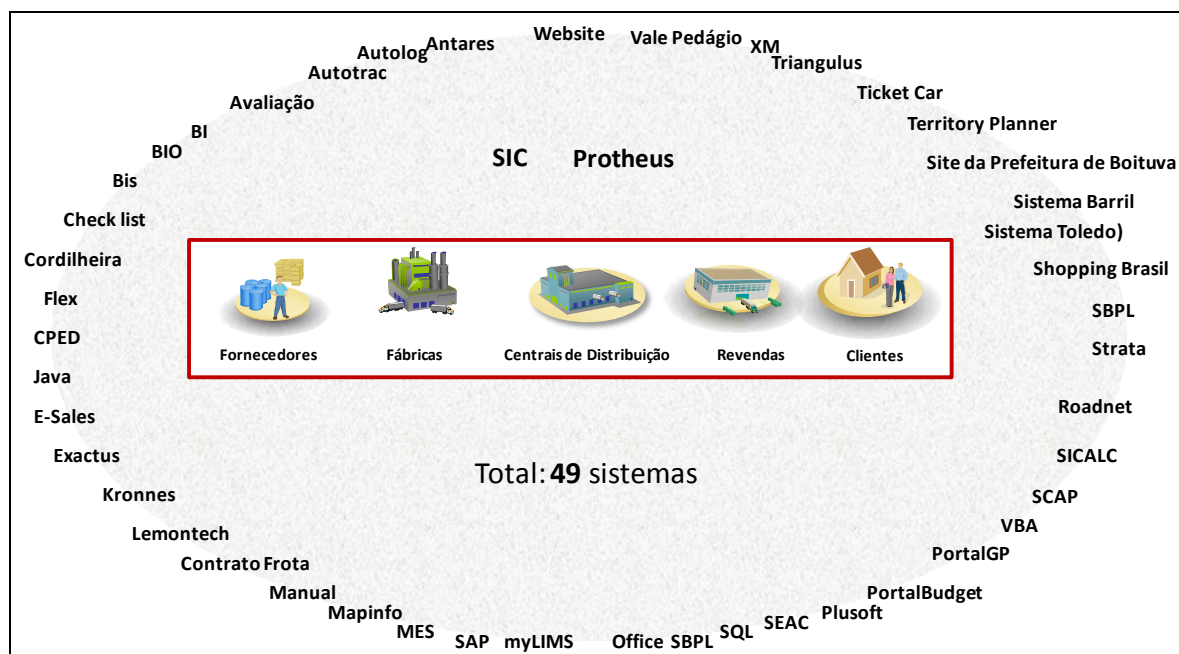 Website
Vale Pedágio
XM
Antares
Autolog
Triangulus
Autotrac
Ticket Car
Avaliação
Territory Planner
BI
BIO
SIC Protheus
Site da Prefeitura de Boituva
Bis
Sistema Barril
Check list
Sistema Toledo)
Cordilheira
Shopping Brasil
Flex
SBPL
CPED
Strata
Fornecedores
Fábricas
Centrais de Distribuição
Revendas
Clientes
Java
E-Sales
Roadnet
Exactus
SICALC
Total: 49 sistemas
Kronnes
SCAP
Lemontech
VBA
Contrato Frota
PortalGP
Manual
PortalBudget
Mapinfo
Plusoft
MES
SEAC
SAP
myLIMS
Office
SBPL
SQL